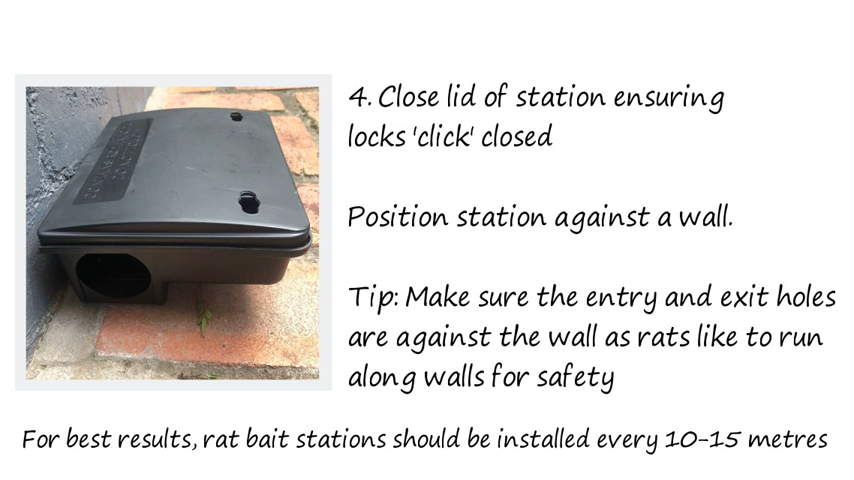 4. Close lid of station ensuring
locks 'click' closed
Position station against a wall.
Tip: Make sure the entry and exit holes
are against the wall as rats like to run
along walls for safety
For best results, rat bait stations should be installed every 10-15 metres